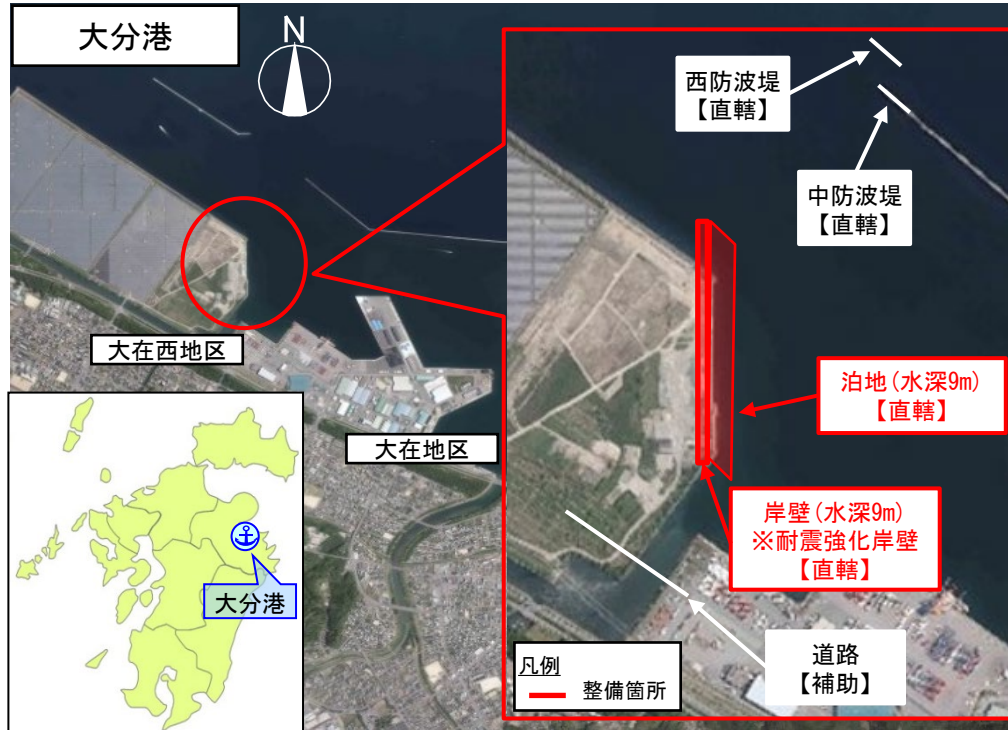 大分港
N
西防波堤
【直轄】
中防波堤
【直轄】
大在西地区
大在地区
泊地(水深9m)
【直轄】
岸壁(水深9m)
※耐震強化岸壁
【直轄】
大分港
凡例
整備箇所
道路
【補助】